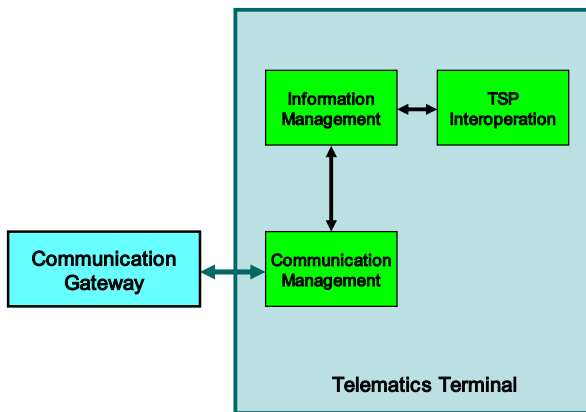 Information
Management
TSP
Interoperation
Communication
Gateway
Communication
Management
Telematics Terminal